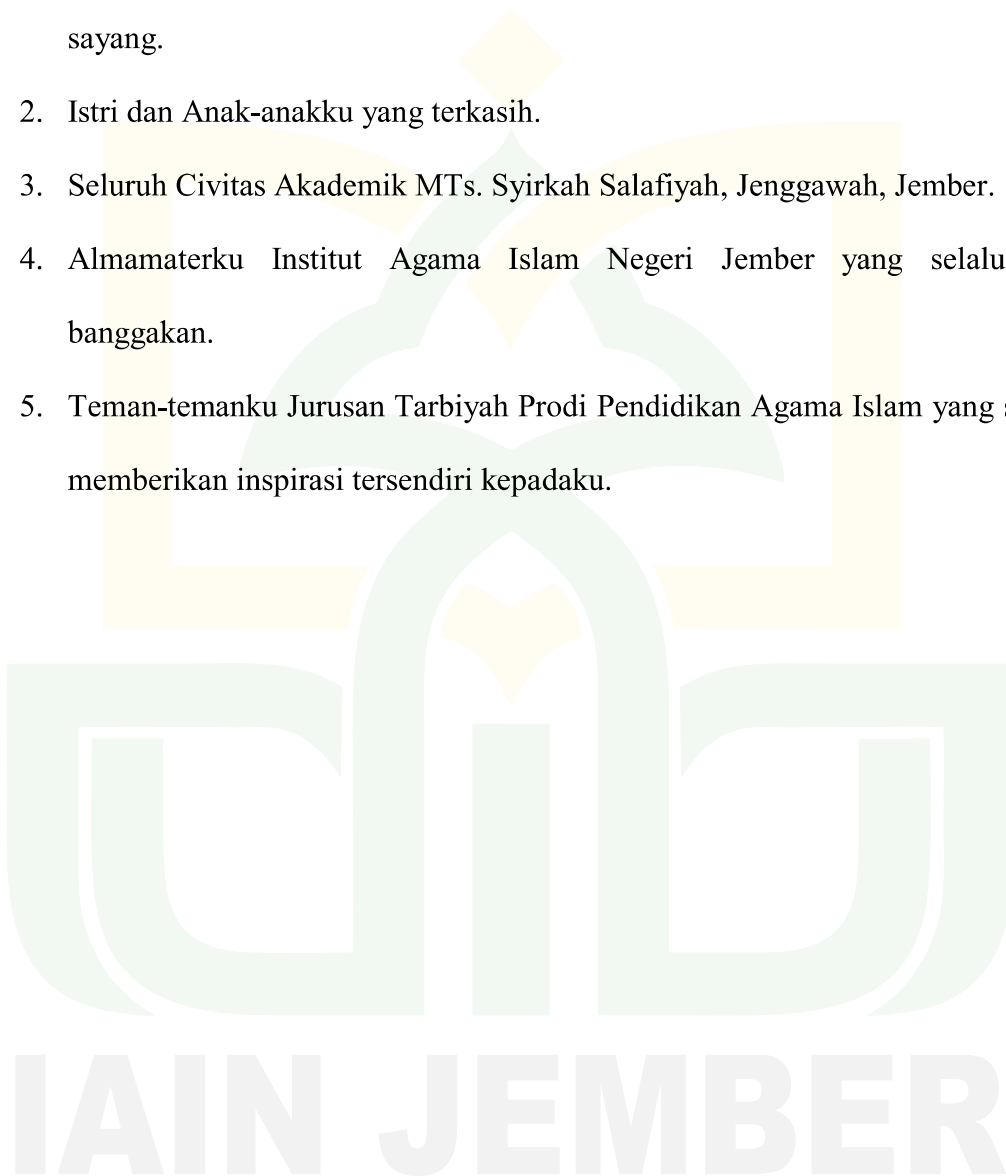 sayang.
2. Istri dan Anak-anakku yang terkasih.
3. Seluruh Civitas Akademik MTs. Syirkah Salafiyah, Jenggawah, Jember.
4. Almamaterku Institut Agama Islam Negeri Jember yang selalu
banggakan.
5. Teman-temanku Jurusan Tarbiyah Prodi Pendidikan Agama Islam yang
memberikan inspirasi tersendiri kepadaku.
IAIN JEMBER